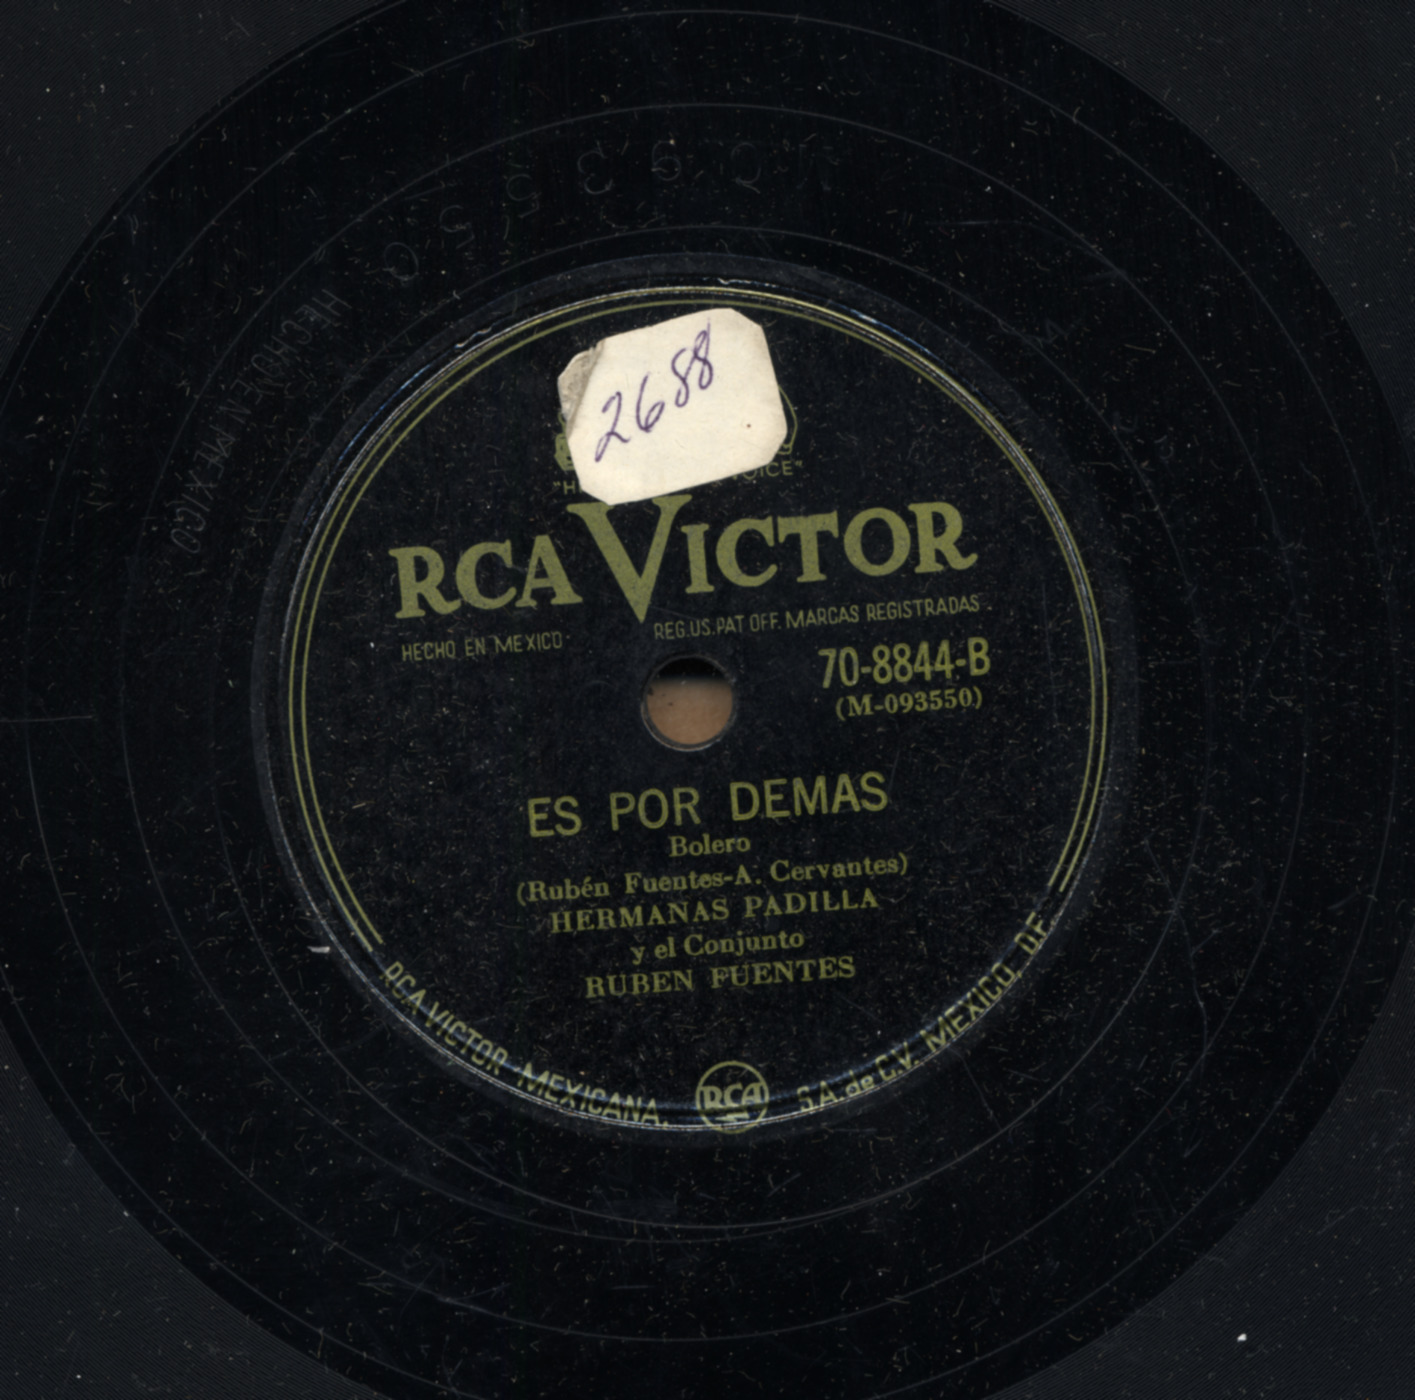 2688
"H VOICE"
RCA VICTOR
HECHO EN MEXICO REG.US.PAT OFF. MARCAS REGISTRADAS.
70-8844-B
(M-093550)
ES POR DEMAS
Bolero
(Rubén Fuentes-A. Cervantes)
HERMANAS PADILLA
y el Conjunto
RUBEN FUENTES
RCA VICTOR MEXICANA, RCA S.A. de C.V. MEXICO, D.F.
HECHO EN MEXICO